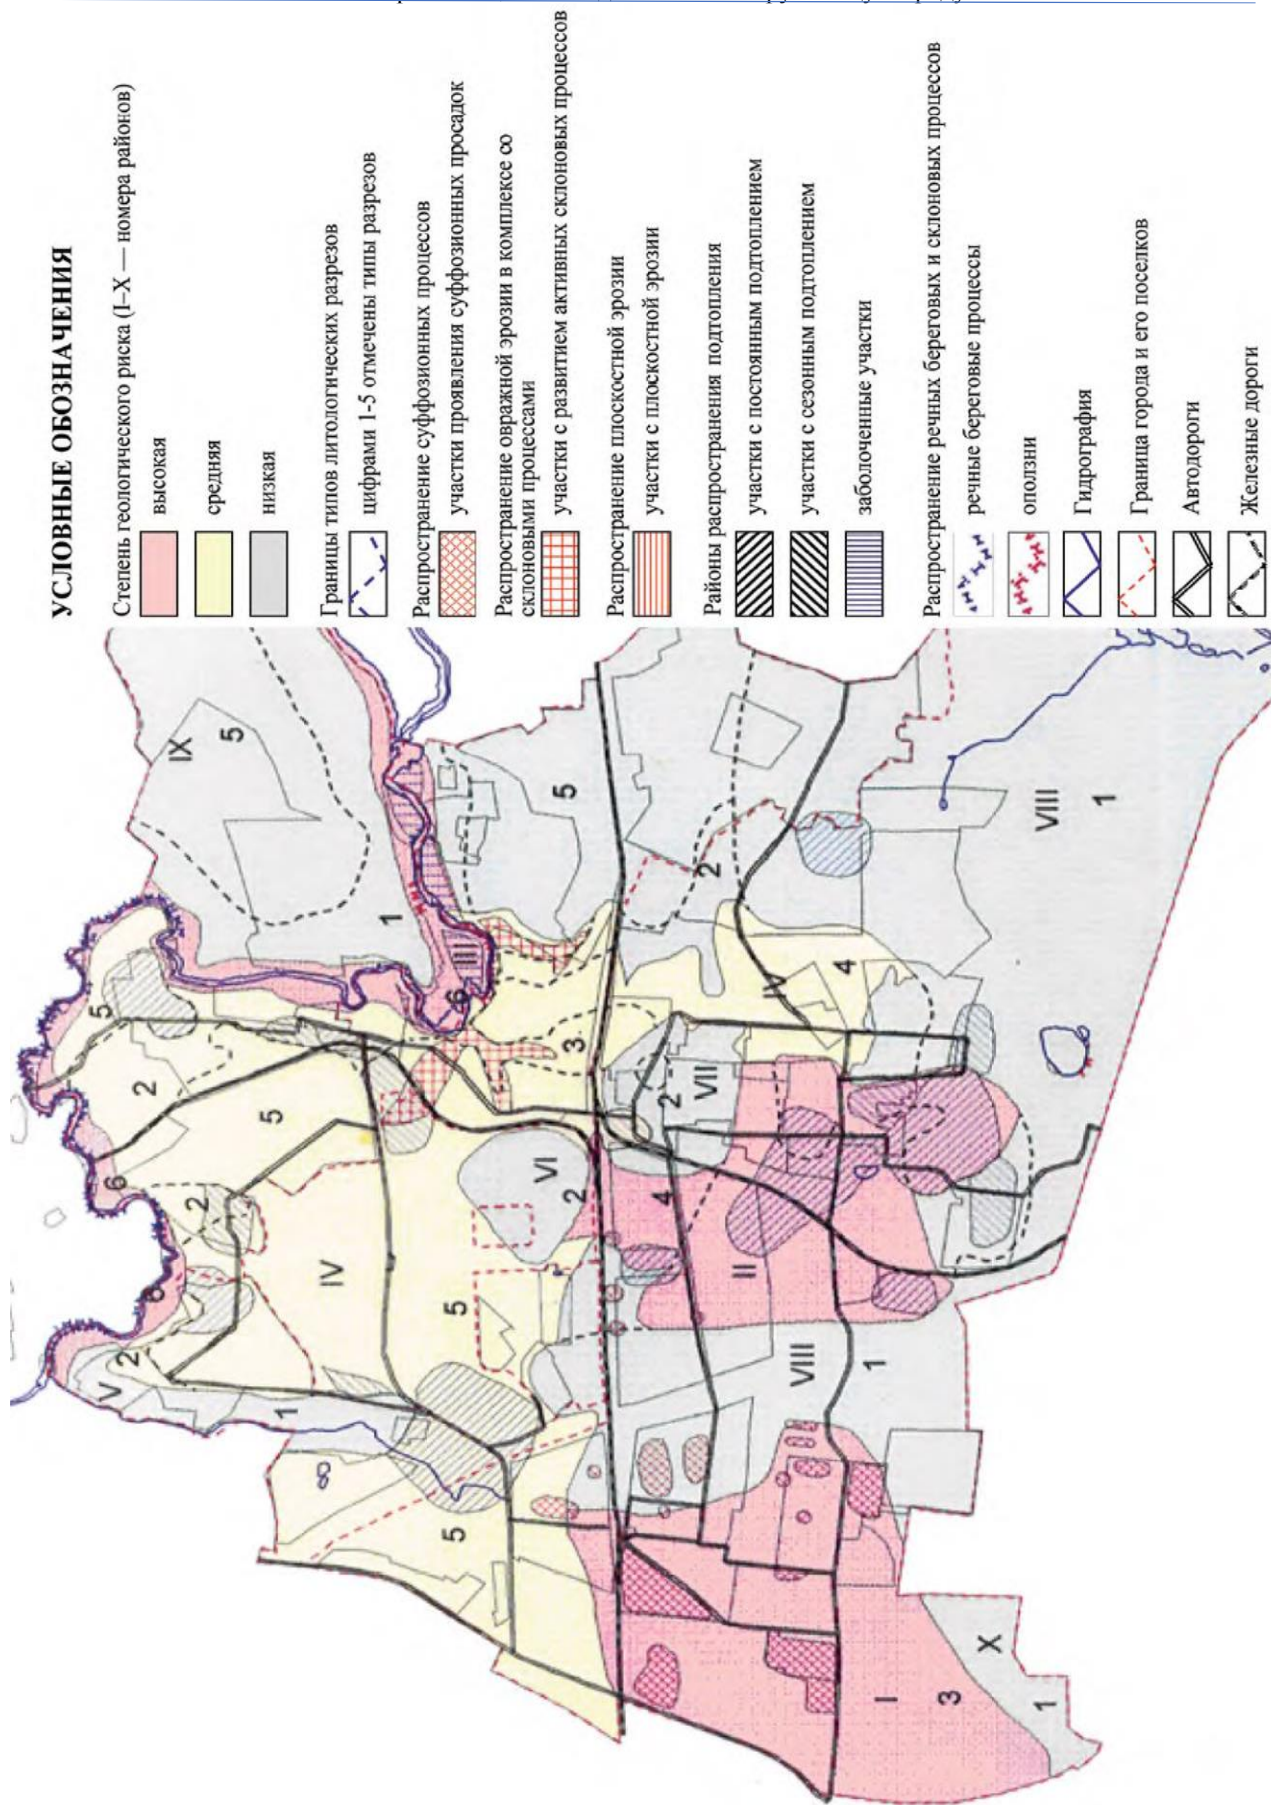 УСЛОВНЫЕ ОБОЗНАЧЕНИЯ
Степень геологического риска (I–X — номера районов)
высокая
средняя
низкая
Границы типов литологических разрезов
цифрами 1-5 отмечены типы разрезов
Распространение суффозионных процессов
участки проявления суффозионных просадок
Распространение овражной эрозии в комплексе со
склоновыми процессами
участки с развитием активных склоновых процессов
Распространение плоскостной эрозии
участки с плоскостной эрозии
Районы распространения подтопления
участки с постоянным подтоплением
участки с сезонным подтоплением
заболоченные участки
Распространение речных береговых и склоновых процессов
речные береговые процессы
оползни
Гидрография
Граница города и его поселков
Автодороги
Железные дороги
IX
5
1
III
6
5
2
5
6
2
6
V
2
1
IV
5
5
VI
2
3
5
2
IV
4
VII
2
4
II
VIII
1
VIII
1
I
3
X
1